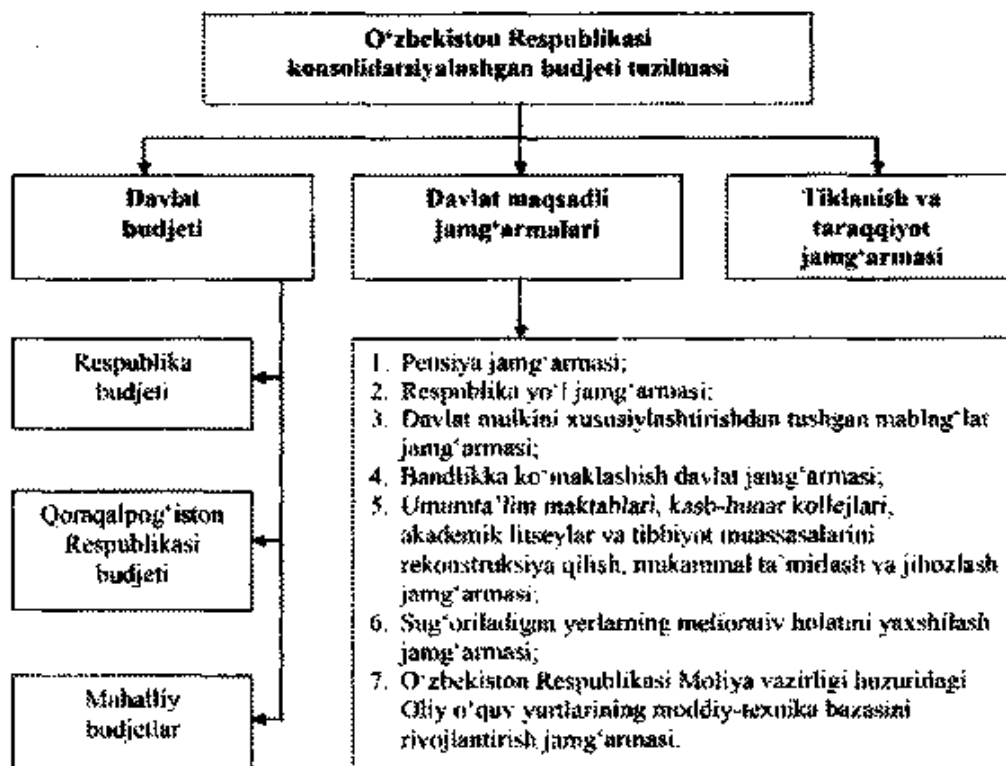 O‘zbekiston Respublikasi
konsolidarsiyalashgan budjeti tuzilmasi
Davlat
budjeti
Davlat maqsadli
jamg‘armalari
Tiklanish va
taraqqiyot
jamg‘armasi
Respublika
budjeti
Qoraqalpog‘iston
Respublikasi
budjeti
Mahalliy
budjetlar
1. Pensiya jamg‘armasi;
2. Respublika yo‘l jamg‘armasi;
3. Davlat mulkini xususiylashtirishdan tushgan mablag‘lar
jamg‘armasi;
4. Bandlikka ko‘maklashish davlat jamg‘armasi;
5. Umumta’lim maktablari, kasb-hunar kollejlari,
akademik litseylar va tibbiyot muassasalarini
rekonstruksiya qilish, mukammal ta`mirlash va jihozlash
jamg‘armasi;
6. Sug‘oriladigan yerlarning meliorativ holatini yaxshilash
jamg‘armasi;
7. O‘zbekiston Respublikasi Moliya vazirligi huzuridagi
Oliy o‘quv yurtlarining moddiy-texnika bazasini
rivojlantirish jamg‘armasi.